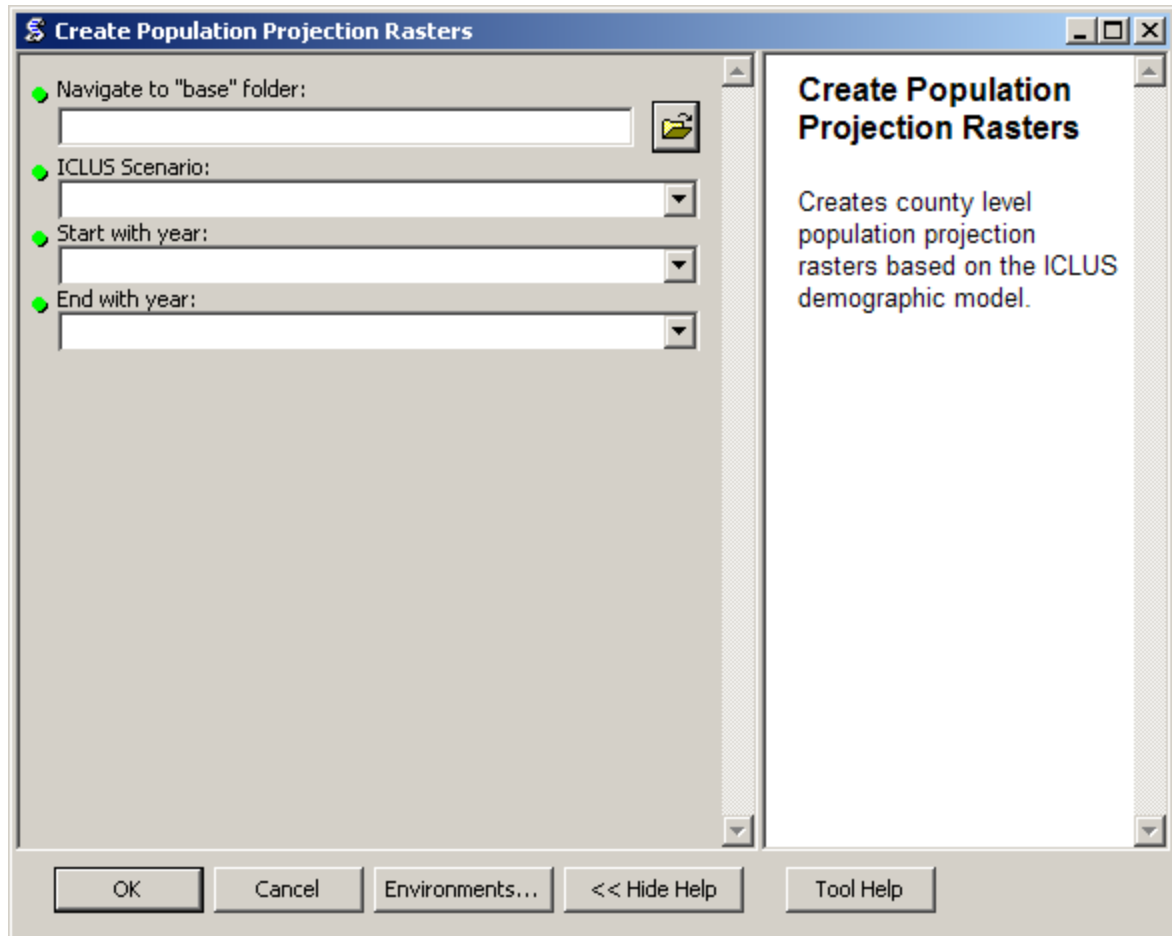 Create Population Projection Rasters
Navigate to "base" folder:
ICLUS Scenario:
Start with year:
End with year:
Create Population
Projection Rasters
Creates county level
population projection
rasters based on the ICLUS
demographic model.
OK
Cancel
Environments...
<< Hide Help
Tool Help